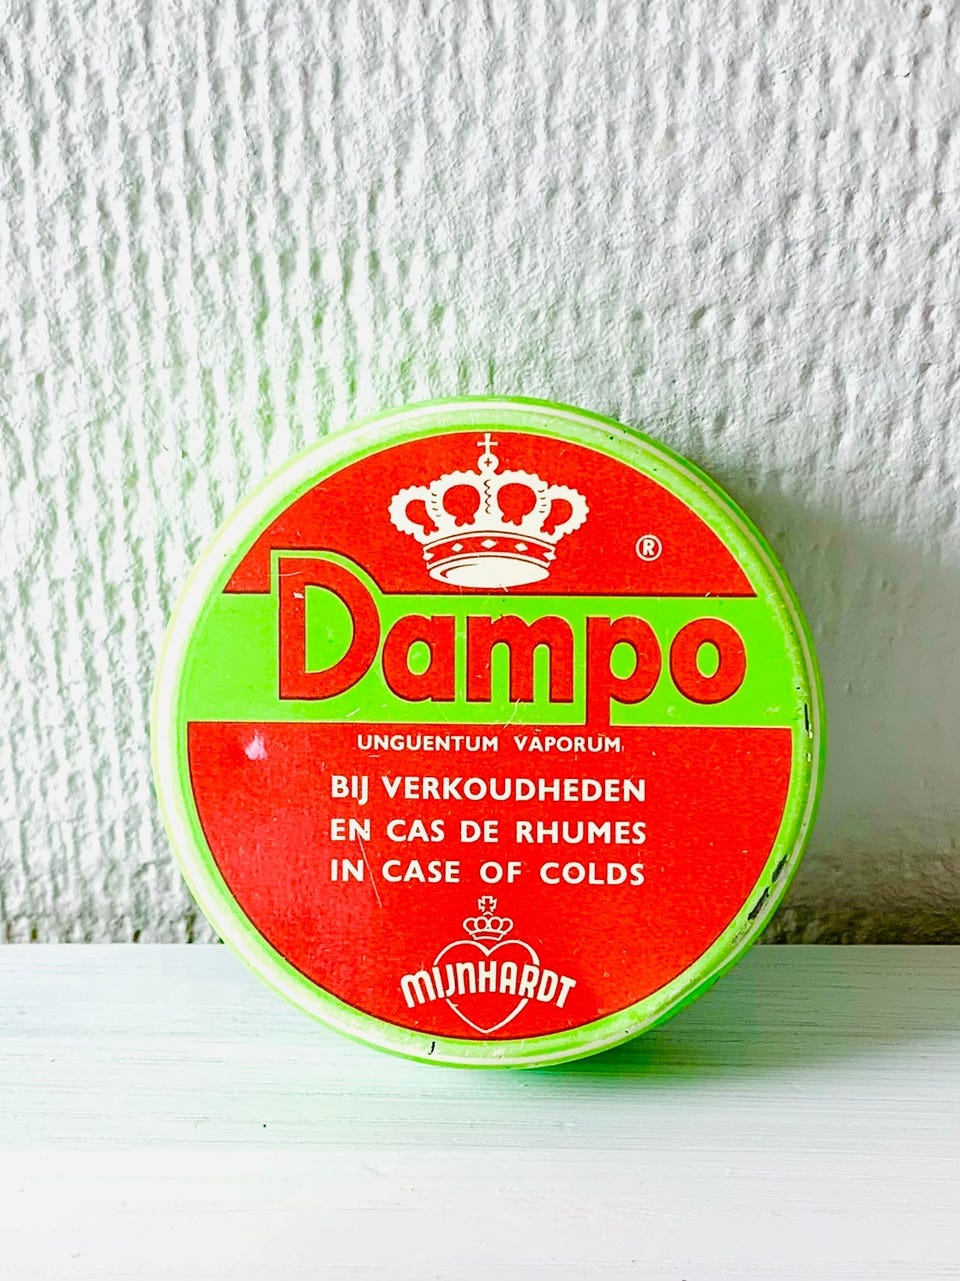 ®
Dampo
UNGUENTUM VAPORUM
BIJ VERKOUDHEDEN
EN CAS DE RHUMES
IN CASE OF COLDS
MIJNHARDT